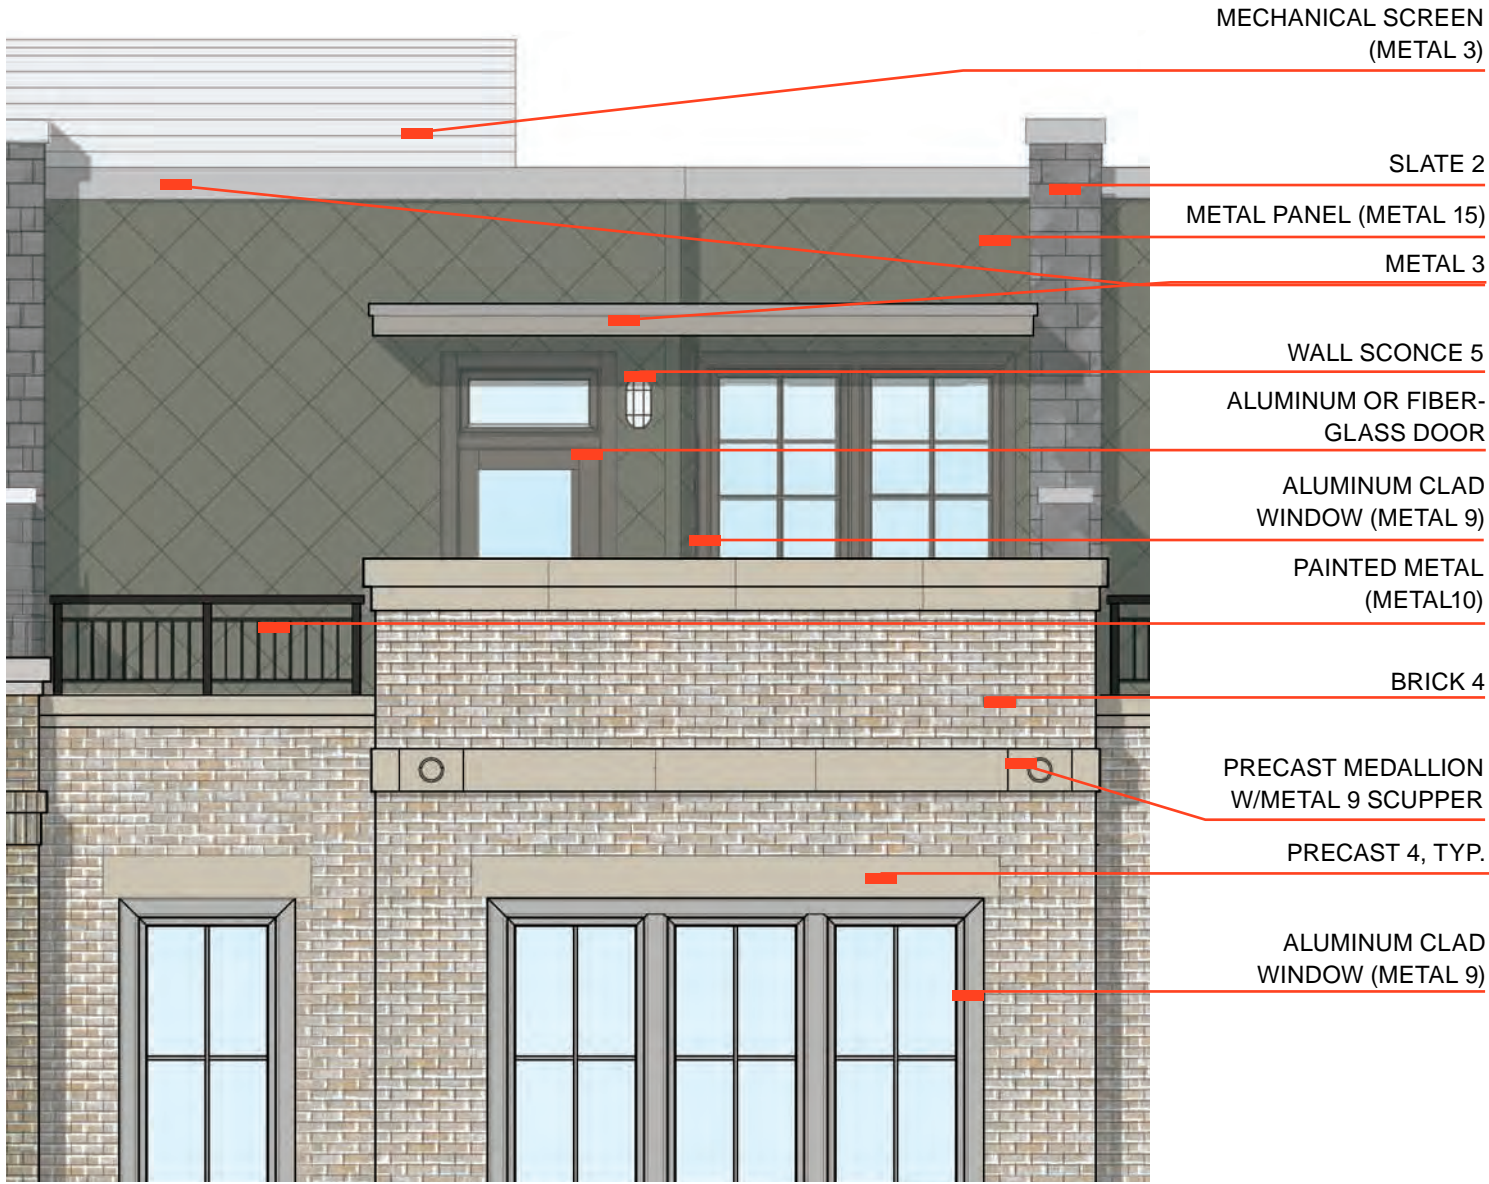 MECHANICAL SCREEN
(METAL 3)
SLATE 2
METAL PANEL (METAL 15)
METAL 3
WALL SCONCE 5
ALUMINUM OR FIBER-
GLASS DOOR
ALUMINUM CLAD
WINDOW (METAL 9)
PAINTED METAL
(METAL10)
BRICK 4
PRECAST MEDALLION
W/METAL 9 SCUPPER
PRECAST 4, TYP.
ALUMINUM CLAD
WINDOW (METAL 9)